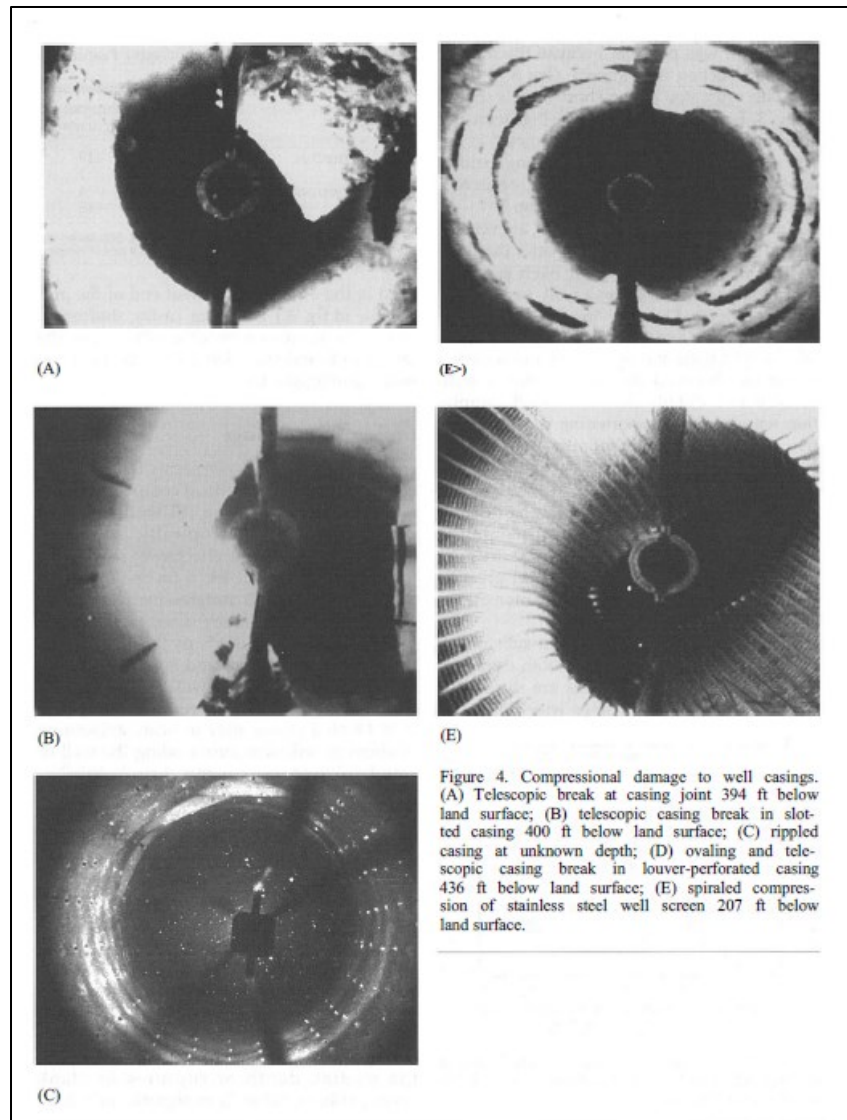 (A)
(E>)
(B)
(E)
Figure 4. Compressional damage to well casings.
(A) Telescopic break at casing joint 394 ft below
land surface; (B) telescopic casing break in slot-
ted casing 400 ft below land surface; (C) rippled
casing at unknown depth; (D) ovaling and tele-
scopic casing break in louver-perforated casing
436 ft below land surface; (E) spiraled compres-
sion of stainless steel well screen 207 ft below
land surface.
(C)